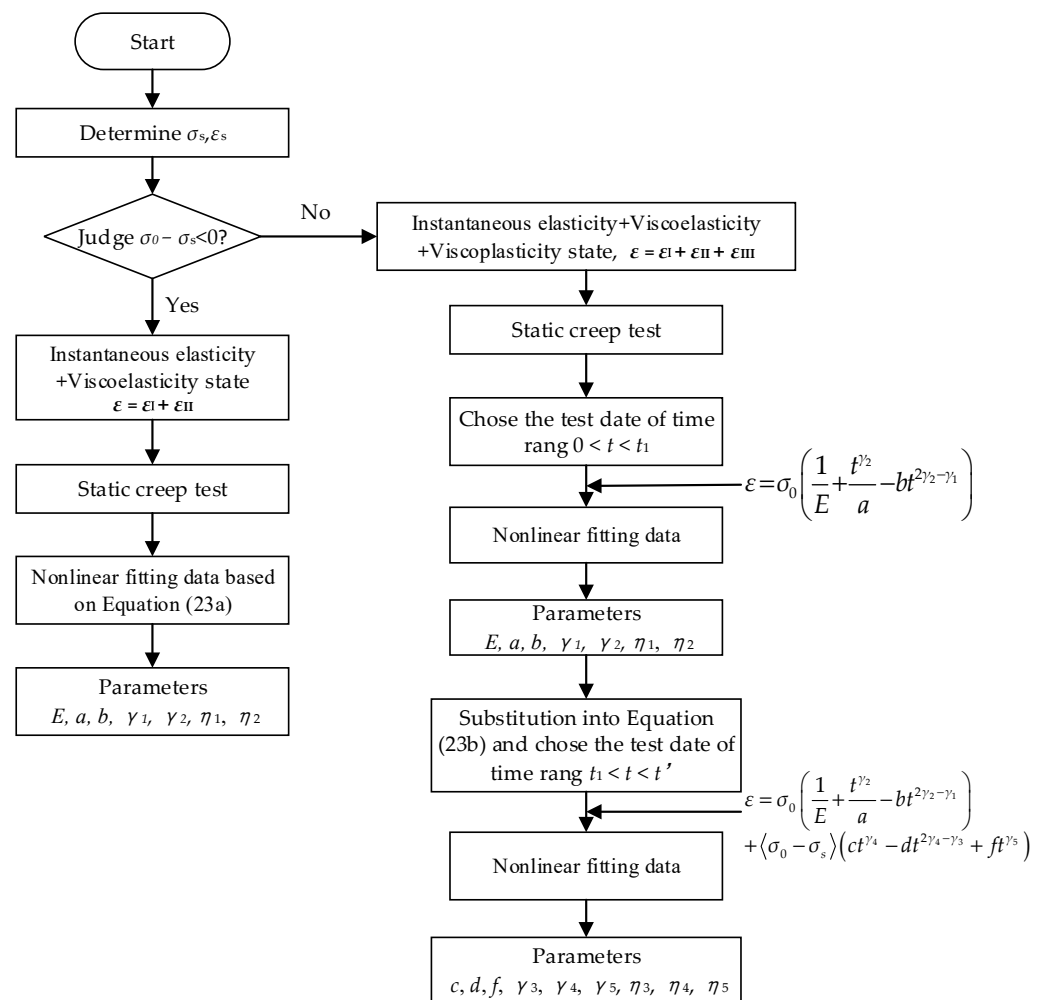 Start
Determine σs,εs
Judge σ0 − σs<0?
No
Yes
Instantaneous elasticity
+Viscoelasticity state
ε = εI + εII
Static creep test
Nonlinear fitting data based
on Equation (23a)
Parameters
E, a, b, γ1, γ2, η1, η2
Instantaneous elasticity+Viscoelasticity
+Viscoplasticity state, ε = εI + εII + εIII
Static creep test
Chose the test date of time
rang 0 < t < t1
ε=σ0(1/E+t^γ2/a−bt^2γ2−γ1)
Nonlinear fitting data
Parameters
E, a, b, γ1, γ2, η1, η2
Substitution into Equation
(23b) and chose the test date of
time rang t1 < t < t′
ε=σ0(1/E+t^γ2/a−bt^2γ2−γ1)
+⟨σ0−σs⟩(ct^γ4−dt^2γ4−γ3+ft^γ5)
Nonlinear fitting data
Parameters
c, d, f, γ3, γ4, γ5, η3, η4, η5